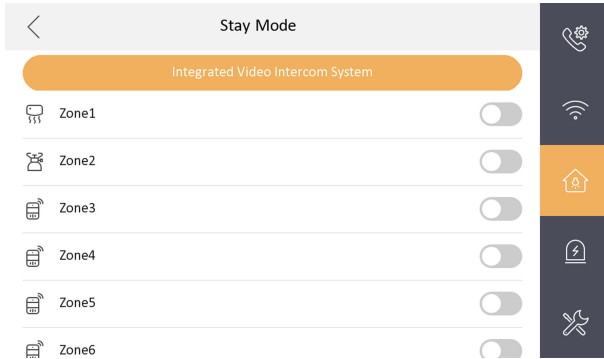 Stay Mode
Integrated Video Intercom System
Zone1
Zone2
Zone3
Zone4
Zone5
Zone6